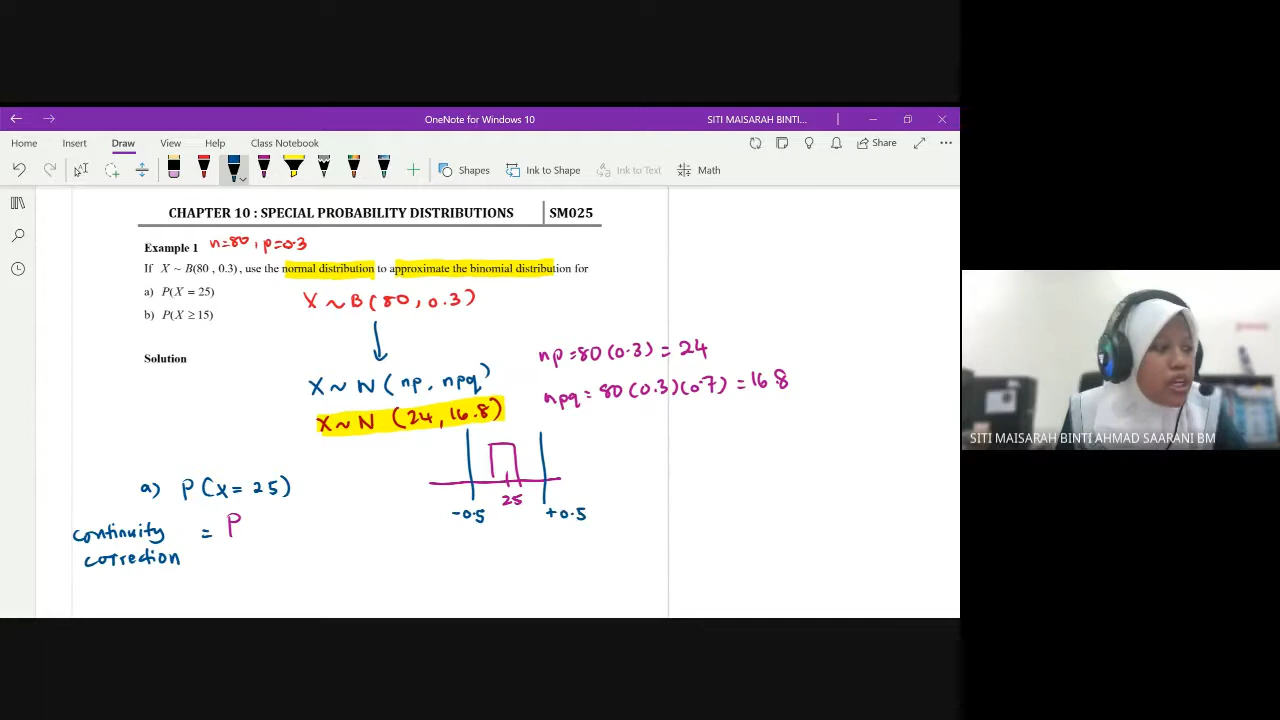 OneNote for Windows 10
SITI MAISARAH BINTI...
Home Insert Draw View Help Class Notebook
Share
Shapes Ink to Shape Ink to Text Math
CHAPTER 10 : SPECIAL PROBABILITY DISTRIBUTIONS SM025
Example 1 n=80, p=0.3
If X ~ B(80 , 0.3), use the normal distribution to approximate the binomial distribution for
a) P(X = 25)
b) P(X ≥ 15)
X ~ B(80, 0.3)
Solution
np = 80(0.3) = 24
X ~ N(np, npq)
npq = 80(0.3)(0.7) = 16.8
X ~ N (24, 16.8)
a) P(X = 25)
25
-0.5 +0.5
continuity = P
correction
SITI MAISARAH BINTI AHMAD SAARANI BM